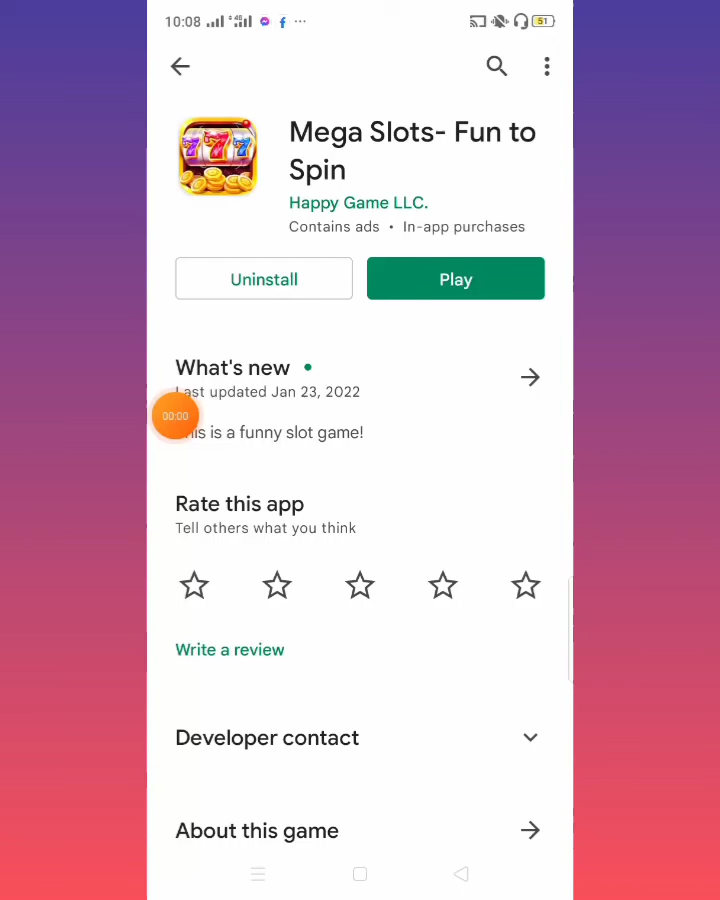 10:08
51
Mega Slots- Fun to
Spin
Happy Game LLC.
Contains ads • In-app purchases
Uninstall
Play
What's new
Last updated Jan 23, 2022
00:00
is a funny slot game!
Rate this app
Tell others what you think
Write a review
Developer contact
About this game